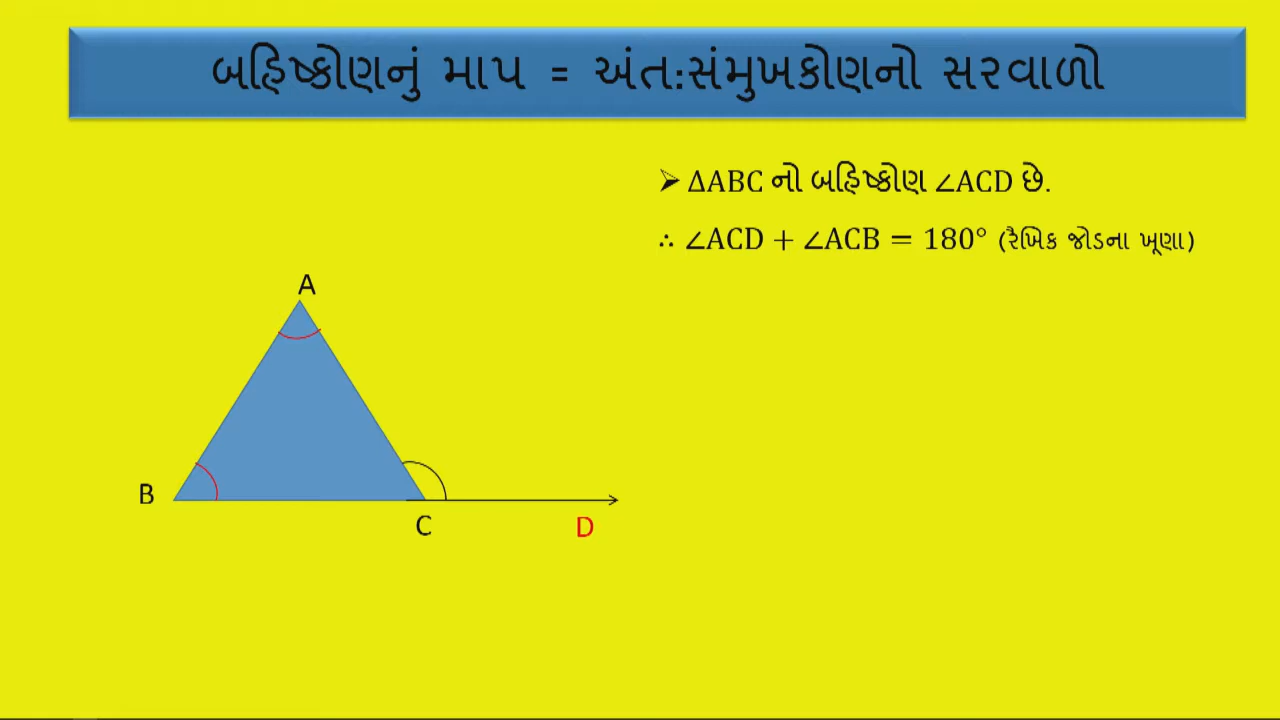 બહિષ્કોણનું માપ = અંત:સંમુખકોણનો સરવાળો
➢ ΔABC નો બહિષ્કોણ ∠ACD છે.
∴ ∠ACD + ∠ACB = 180° (રૈખિક જોડના ખૂણા)
A
B
C
D